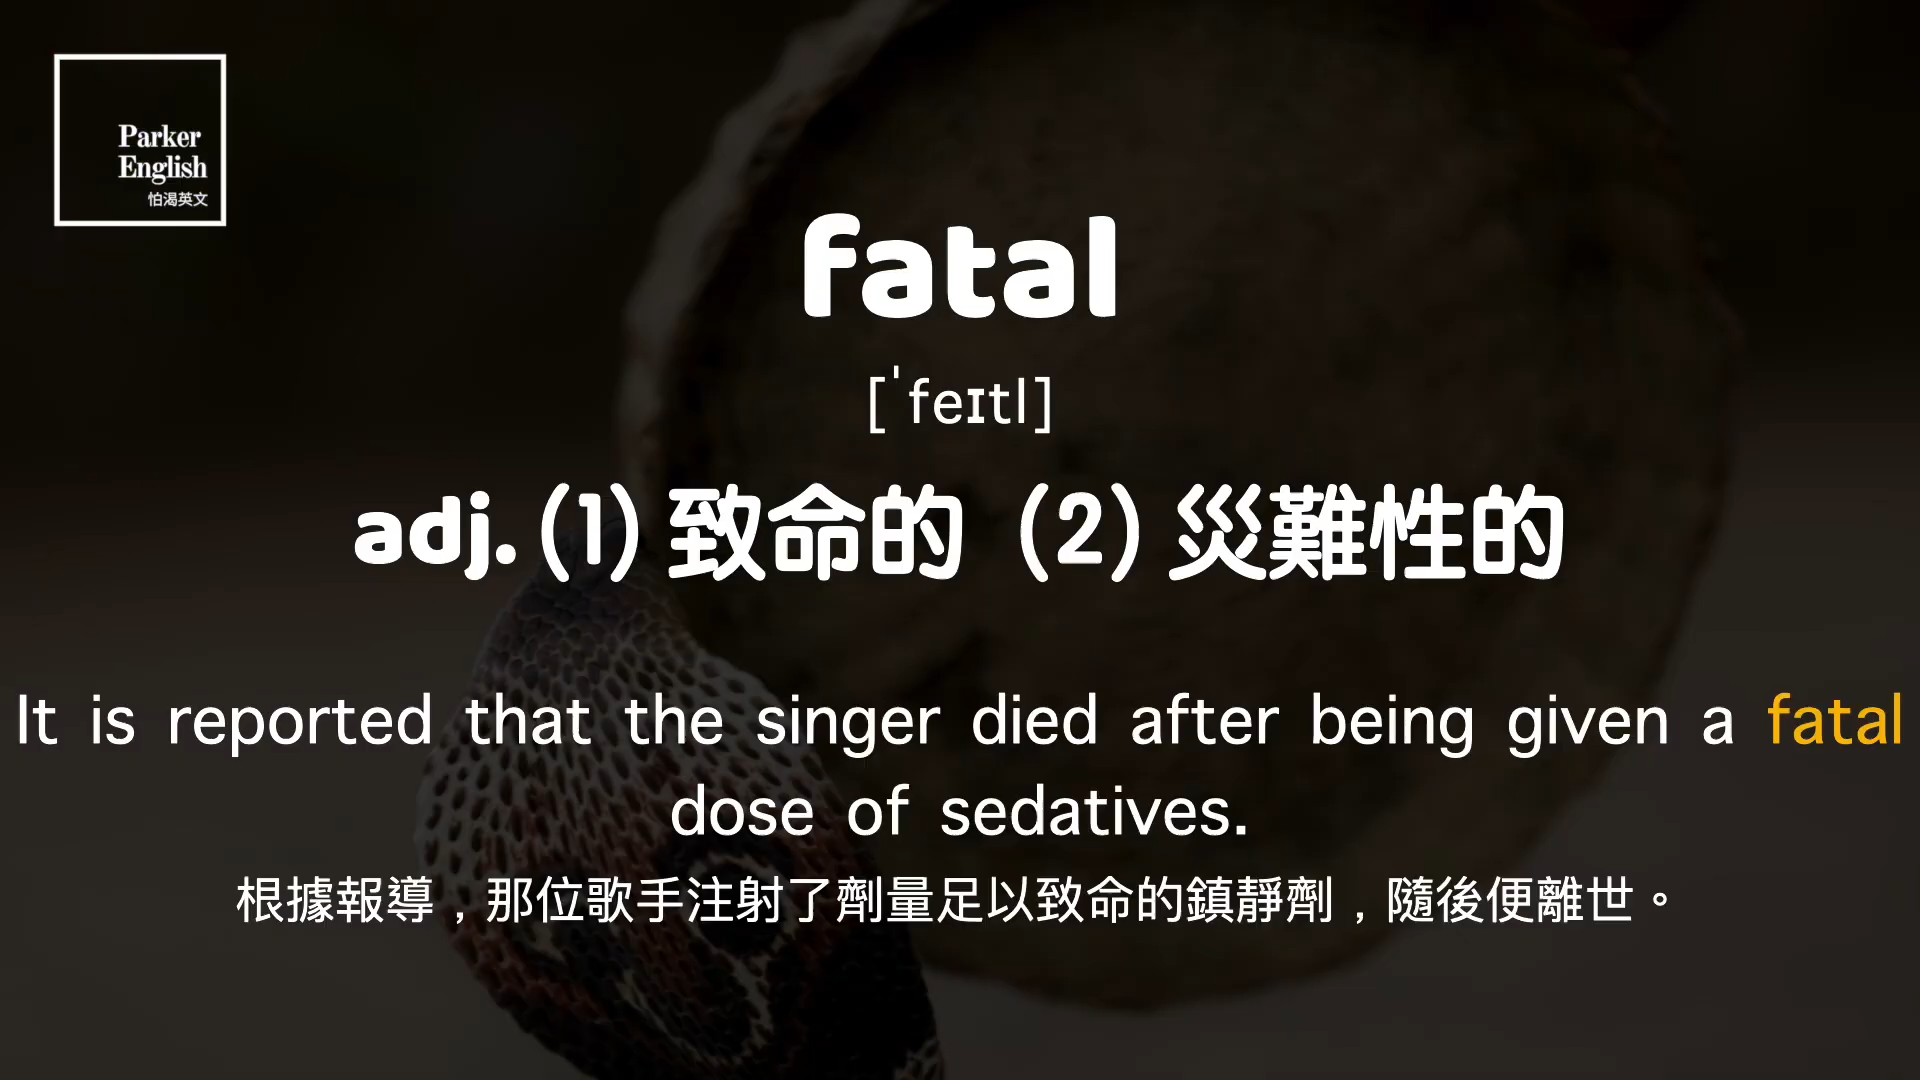 Parker
English
怕渴英文
fatal
[ˈfeɪtl]
adj. (1) 致命的 (2) 災難性的
It is reported that the singer died after being given a fatal
dose of sedatives.
根據報導，那位歌手注射了劑量足以致命的鎮靜劑，隨後便離世。